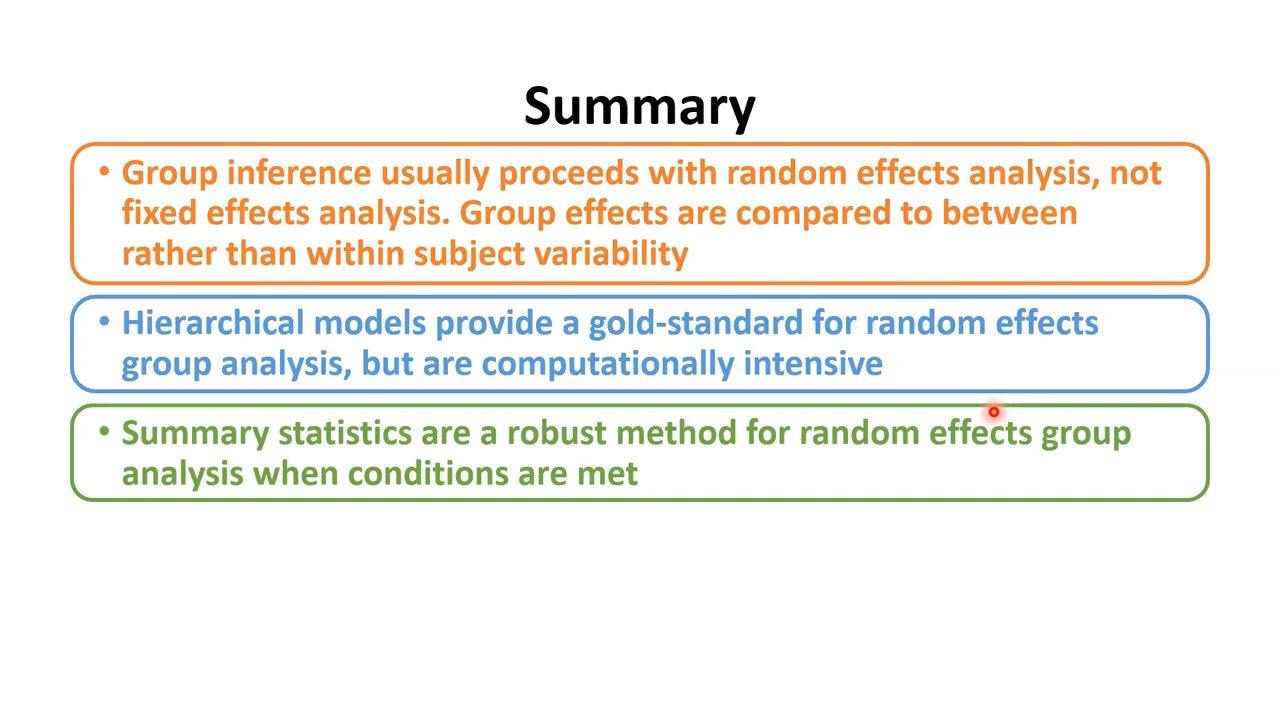 Summary
• Group inference usually proceeds with random effects analysis, not
fixed effects analysis. Group effects are compared to between
rather than within subject variability
• Hierarchical models provide a gold-standard for random effects
group analysis, but are computationally intensive
• Summary statistics are a robust method for random effects group
analysis when conditions are met